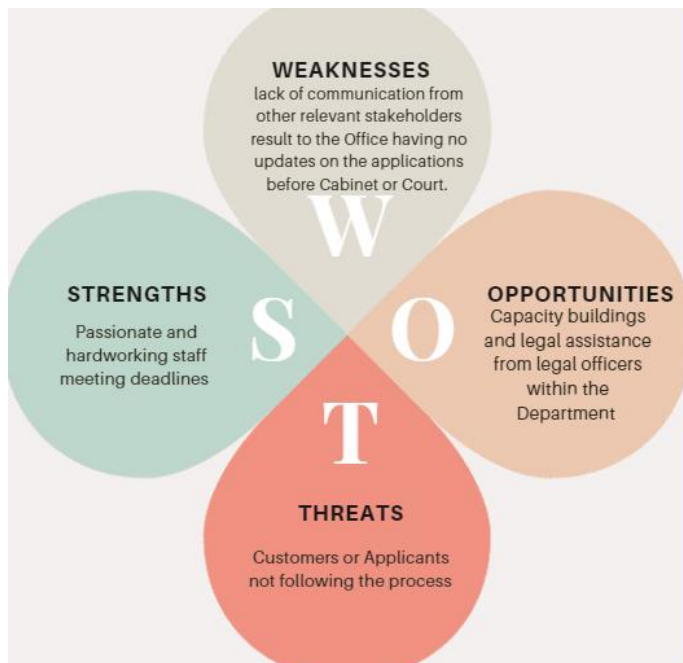 WEAKNESSES
lack of communication from
other relevant stakeholders
result to the Office having no
updates on the applications
before Cabinet or Court.
W
STRENGTHS
Passionate and
hardworking staff
meeting deadlines
S
O
OPPORTUNITIES
Capacity buildings
and legal assistance
from legal officers
within the
Department
T
THREATS
Customers or Applicants
not following the process